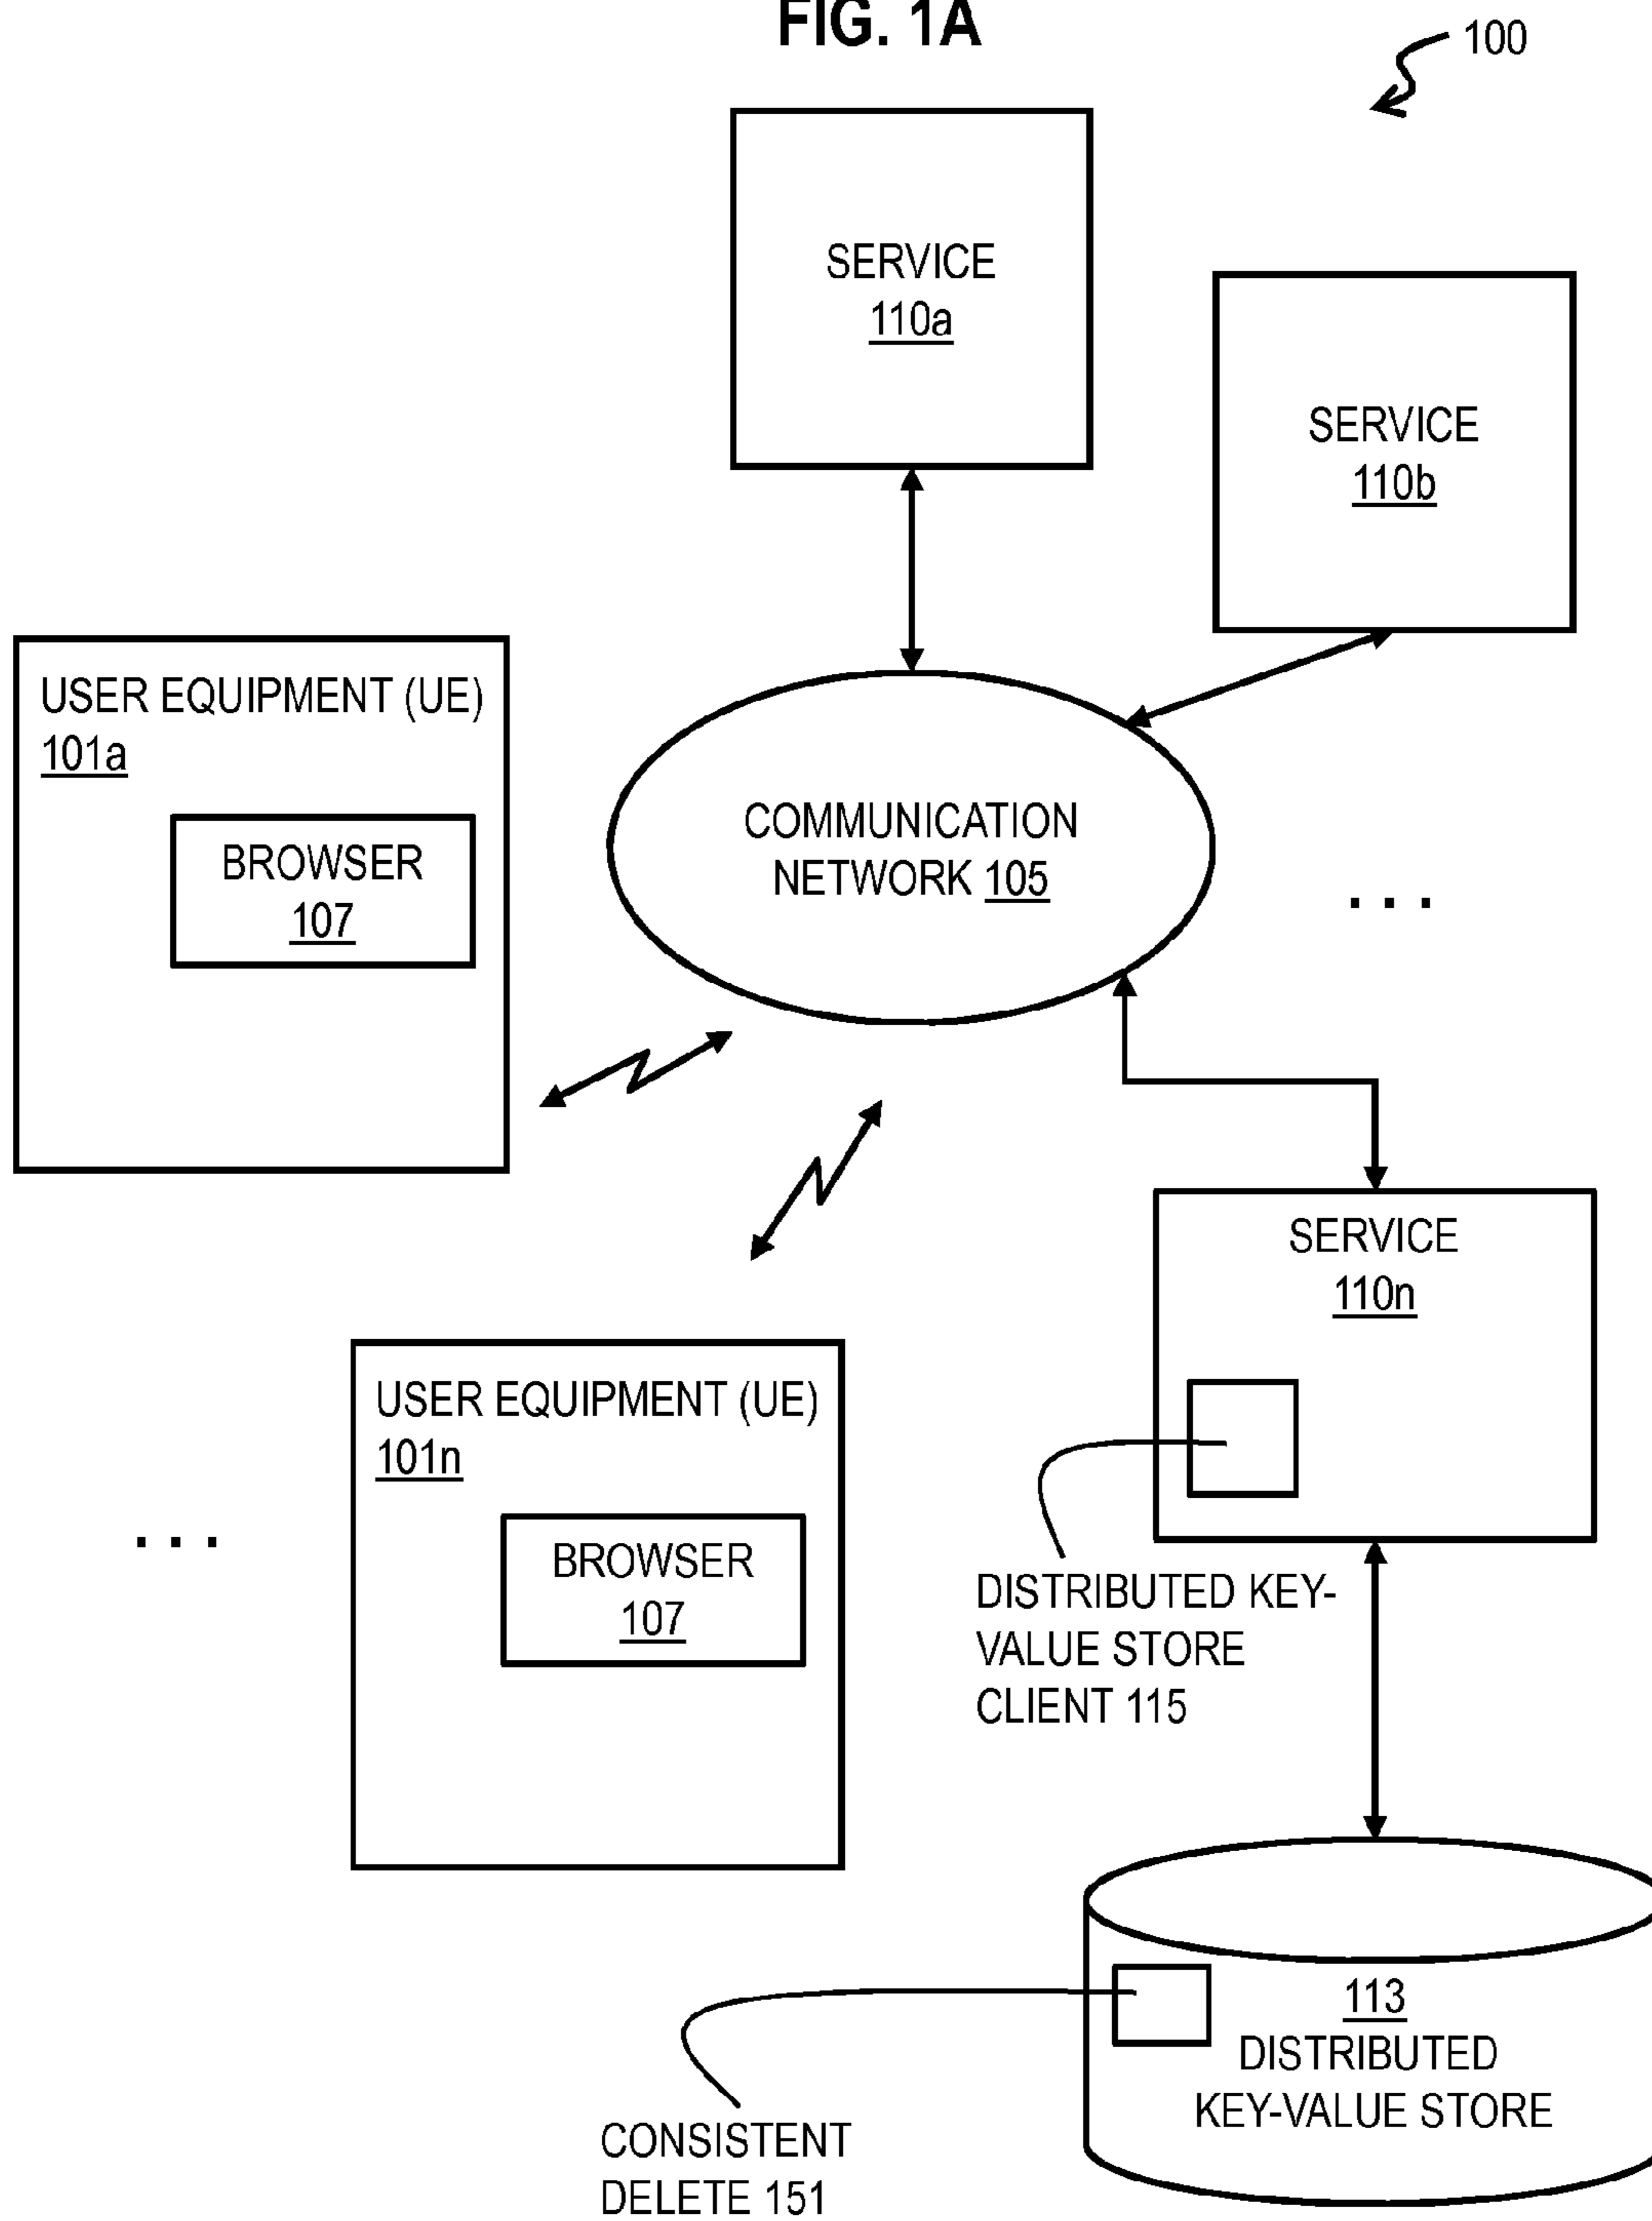 FIG. 1A
100
SERVICE
110a
SERVICE
110b
USER EQUIPMENT (UE)
101a
BROWSER
107
COMMUNICATION
NETWORK 105
. . .
SERVICE
110n
USER EQUIPMENT (UE)
101n
BROWSER
107
. . .
DISTRIBUTED KEY-
VALUE STORE
CLIENT 115
113
DISTRIBUTED
KEY-VALUE STORE
CONSISTENT
DELETE 151